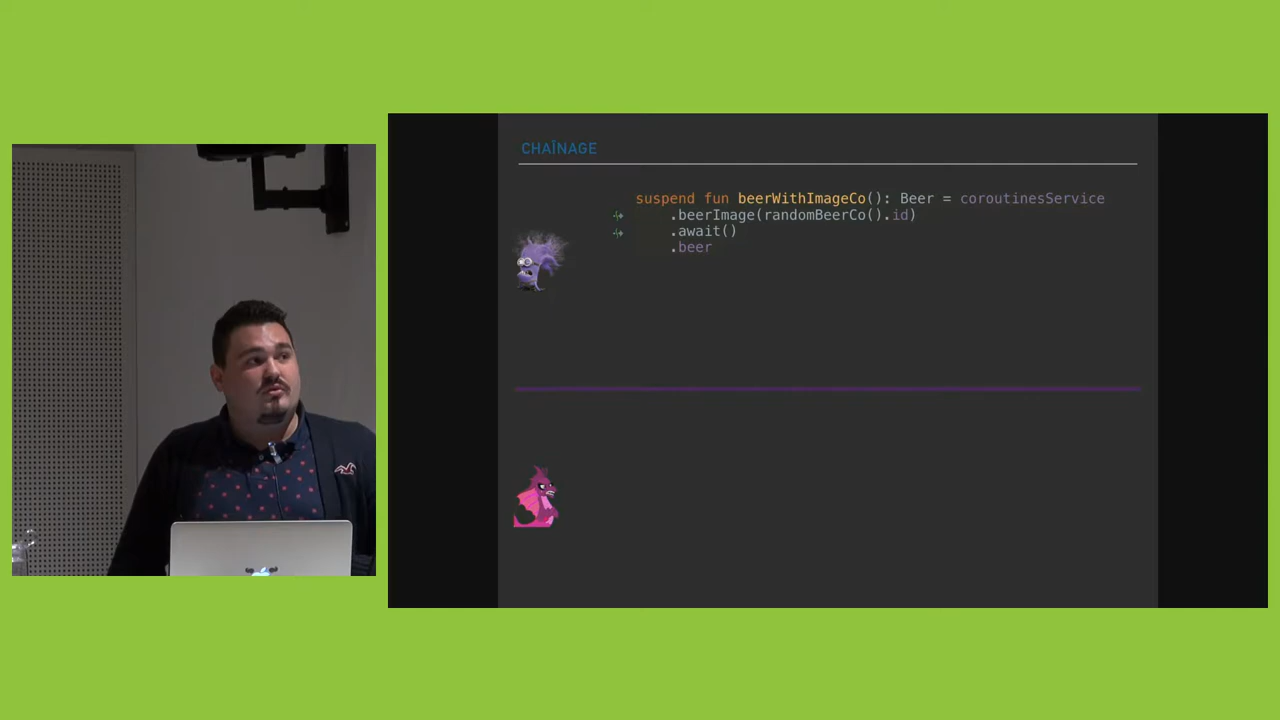 CHAÎNAGE
suspend fun beerWithImageCo(): Beer = coroutinesService
.beerImage(randomBeerCo().id)
.await()
.beer